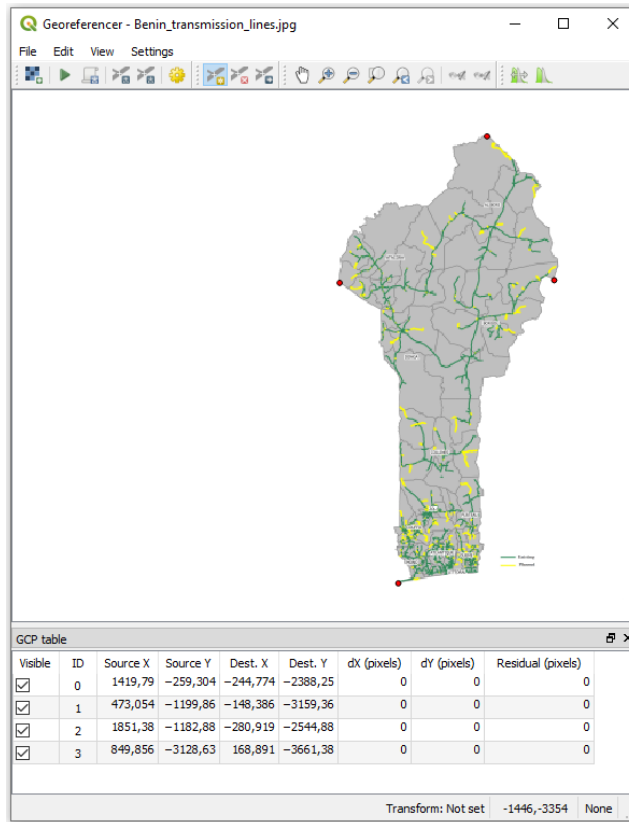 Georeferencer - Benin_transmission_lines.jpg
File Edit View Settings
Existing
Planned
GCP table
Visible ID Source X Source Y Dest. X Dest. Y dX (pixels) dY (pixels) Residual (pixels)
0 1419,79 -259,304 -244,774 -2388,25 0 0 0
1 473,054 -1199,86 -148,386 -3159,36 0 0 0
2 1851,38 -1182,88 -280,919 -2544,88 0 0 0
3 849,856 -3128,63 168,891 -3661,38 0 0 0
Transform: Not set -1446,-3354 None